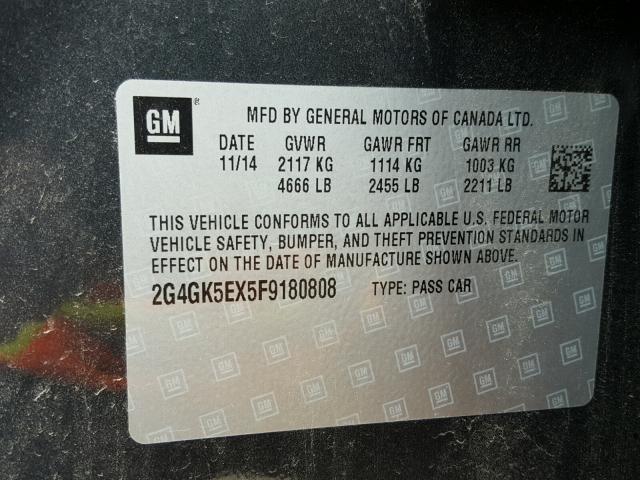 GM ®
MFD BY GENERAL MOTORS OF CANADA LTD.
DATE GVWR GAWR FRT GAWR RR
11/14 2117 KG 1114 KG 1003 KG
4666 LB 2455 LB 2211 LB
THIS VEHICLE CONFORMS TO ALL APPLICABLE U.S. FEDERAL MOTOR
VEHICLE SAFETY, BUMPER, AND THEFT PREVENTION STANDARDS IN
EFFECT ON THE DATE OF MANUFACTURE SHOWN ABOVE.
2G4GK5EX5F9180808 TYPE: PASS CAR